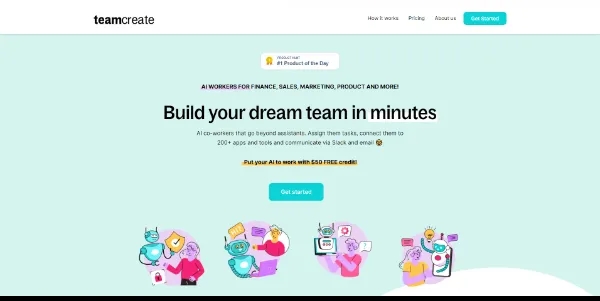 teamcreate
How it works
Pricing
About us
Get Started
PRODUCT HUNT
#1 Product of the Day
AI WORKERS FOR FINANCE, SALES, MARKETING, PRODUCT AND MORE!
Build your dream team in minutes
AI co-workers that go beyond assistants. Assign them tasks, connect them to
200+ apps and tools and communicate via Slack and email
Put your AI to work with $50 FREE credit!
Get started